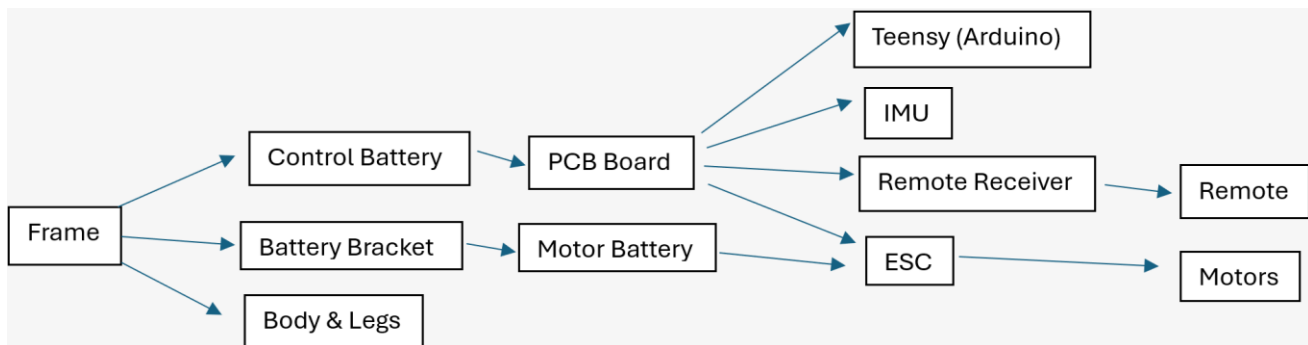 Teensy (Arduino)
IMU
Control Battery
PCB Board
Remote Receiver
Remote
Frame
Battery Bracket
Motor Battery
ESC
Motors
Body & Legs